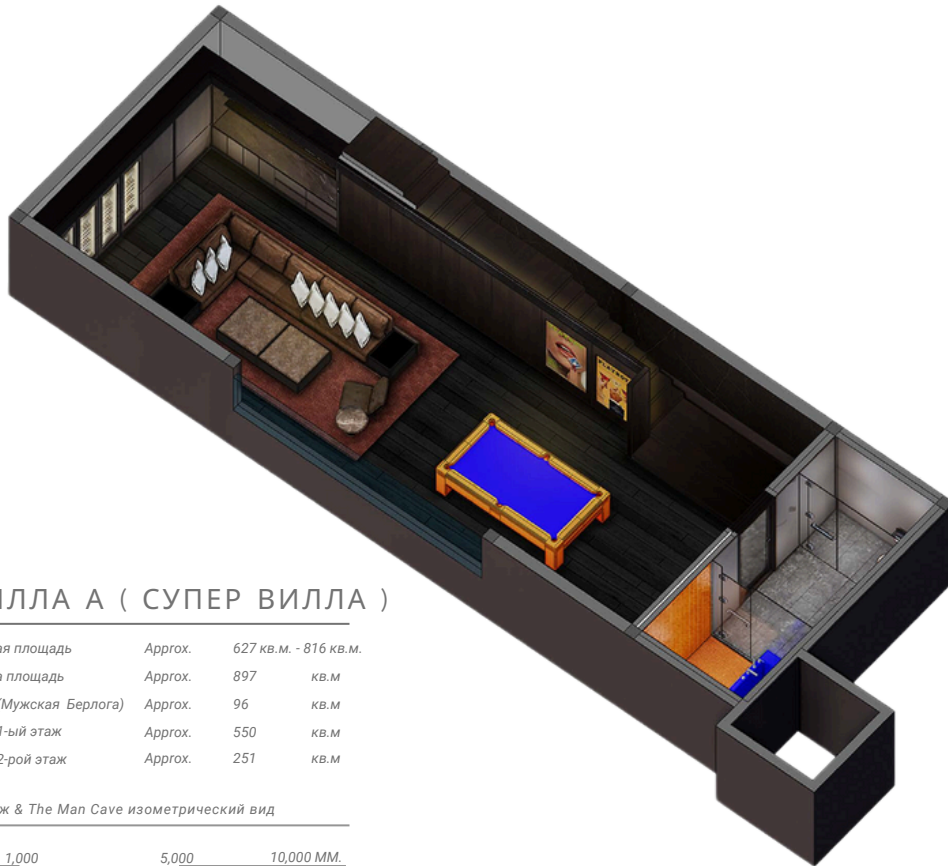 ИЛЛА А ( СУПЕР ВИЛЛА )
ая площадь Approx. 627 кв.м. - 816 кв.м.
а площадь Approx. 897 кв.м
(Мужская Берлога) Approx. 96 кв.м
1-ый этаж Approx. 550 кв.м
2-рой этаж Approx. 251 кв.м
ж & The Man Cave изометрический вид
1,000 5,000 10,000 ММ.